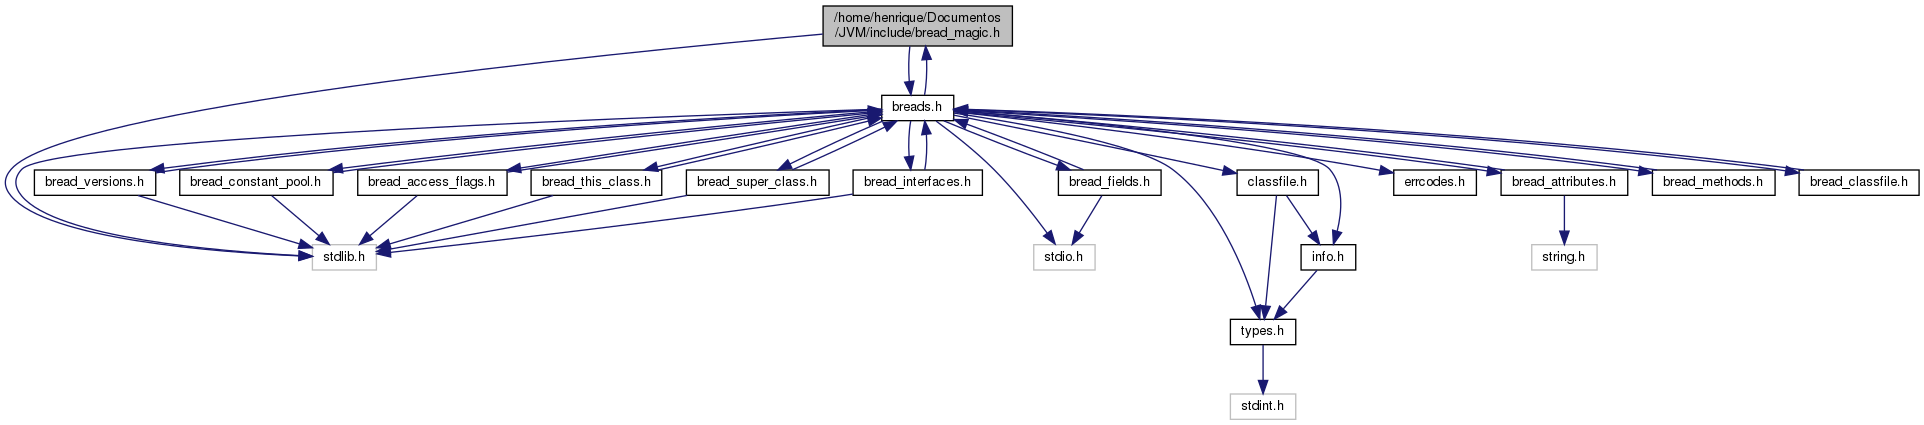 /home/henrique/Documentos
/JVM/include/bread_magic.h
breads.h
bread_versions.h
bread_constant_pool.h
bread_access_flags.h
bread_this_class.h
bread_super_class.h
bread_interfaces.h
bread_fields.h
classfile.h
errcodes.h
bread_attributes.h
bread_methods.h
bread_classfile.h
stdlib.h
stdio.h
info.h
string.h
types.h
stdint.h